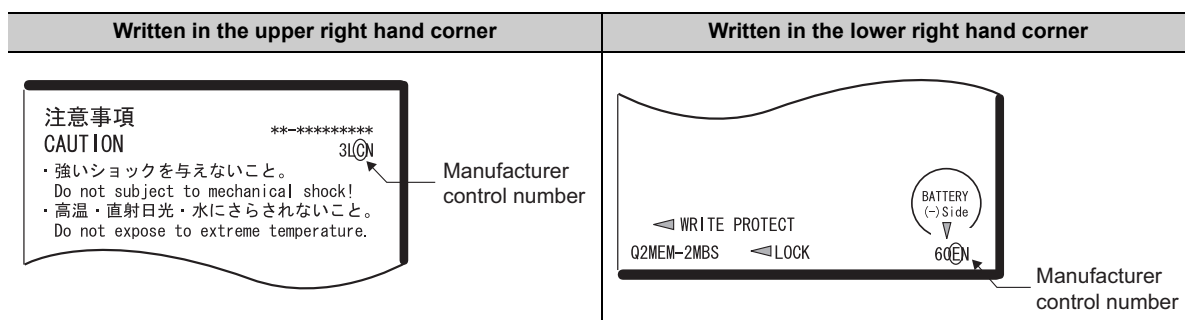 Written in the upper right hand corner
Written in the lower right hand corner
注意事項
CAUTION
**-*********
3LCN
・強いショックを与えないこと。
Do not subject to mechanical shock!
・高温・直射日光・水にさらされないこと。
Do not expose to extreme temperature.
Manufacturer
control number
BATTERY
(-)Side
WRITE PROTECT
Q2MEM-2MBS
LOCK
60EN
Manufacturer
control number